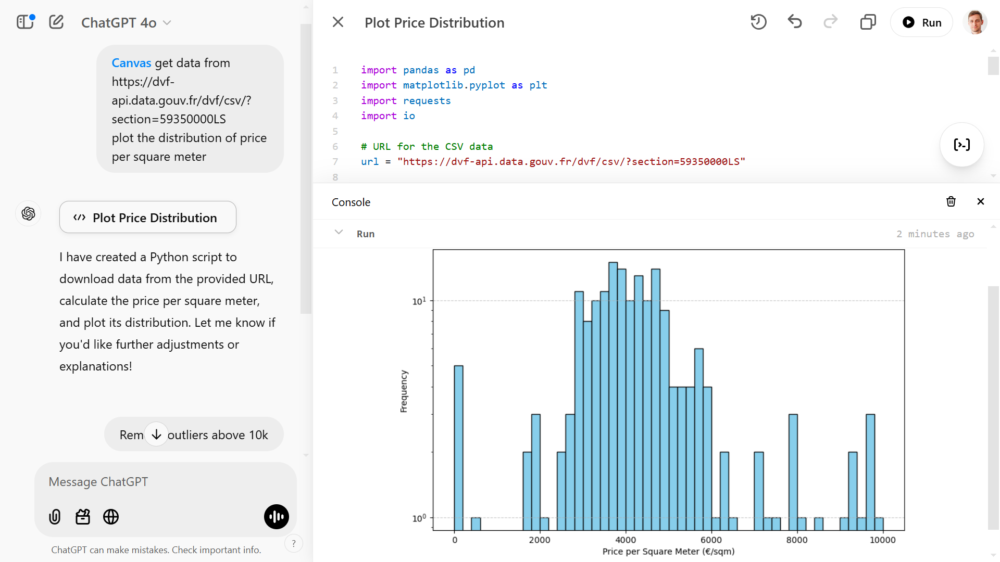 ChatGPT 4o
Canvas get data from
https://dvf-
api.data.gouv.fr/dvf/csv/?
section=59350000LS
plot the distribution of price
per square meter
Plot Price Distribution
I have created a Python script to
download data from the provided URL,
calculate the price per square meter,
and plot its distribution. Let me know if
you'd like further adjustments or
explanations!
Rem outliers above 10k
Message ChatGPT
ChatGPT can make mistakes. Check important info.
?
Plot Price Distribution
Run
1 import pandas as pd
2 import matplotlib.pyplot as plt
3 import requests
4 import io
5
6 # URL for the CSV data
7 url = "https://dvf-api.data.gouv.fr/dvf/csv/?section=59350000LS"
8
Console
Run
2 minutes ago
Frequency
10¹
10⁰
0 2000 4000 6000 8000 10000
Price per Square Meter (€/sqm)